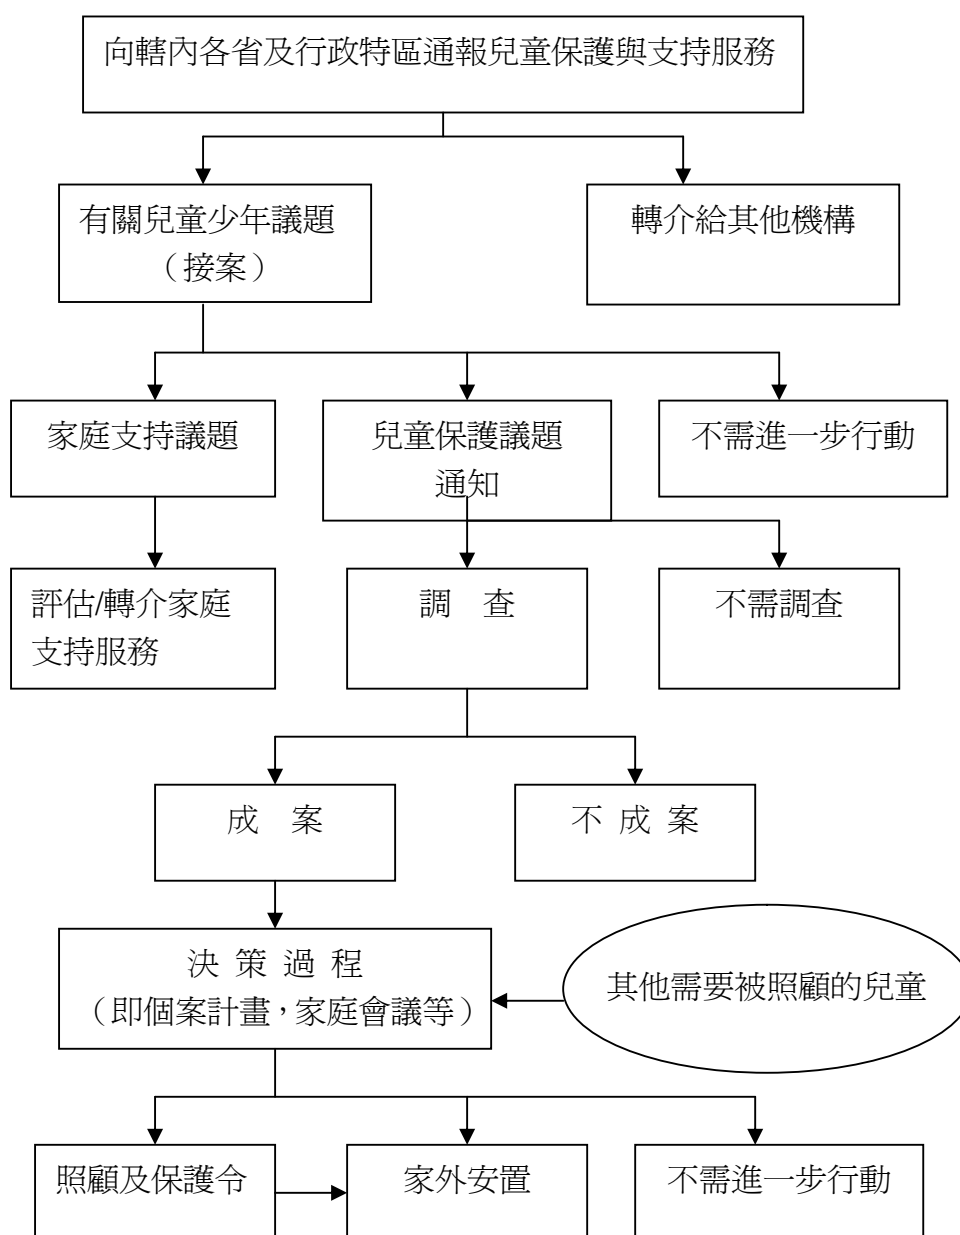 向轄內各省及行政特區通報兒童保護與支持服務
有關兒童少年議題
（接案）
轉介給其他機構
家庭支持議題
兒童保護議題
通知
不需進一步行動
評估/轉介家庭
支持服務
調　查
不需調查
成　案
不 成 案
決 策 過 程
（即個案計畫，家庭會議等）
其他需要被照顧的兒童
照顧及保護令
家外安置
不需進一步行動